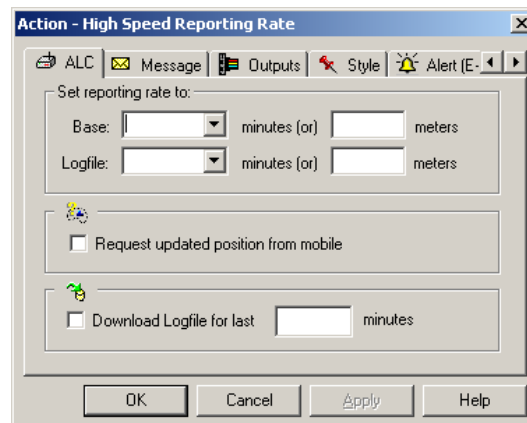 Action - High Speed Reporting Rate
ALC Message Outputs Style Alert (E-
Set reporting rate to:
Base: minutes (or) meters
Logfile: minutes (or) meters
Request updated position from mobile
Download Logfile for last minutes
OK Cancel Apply Help